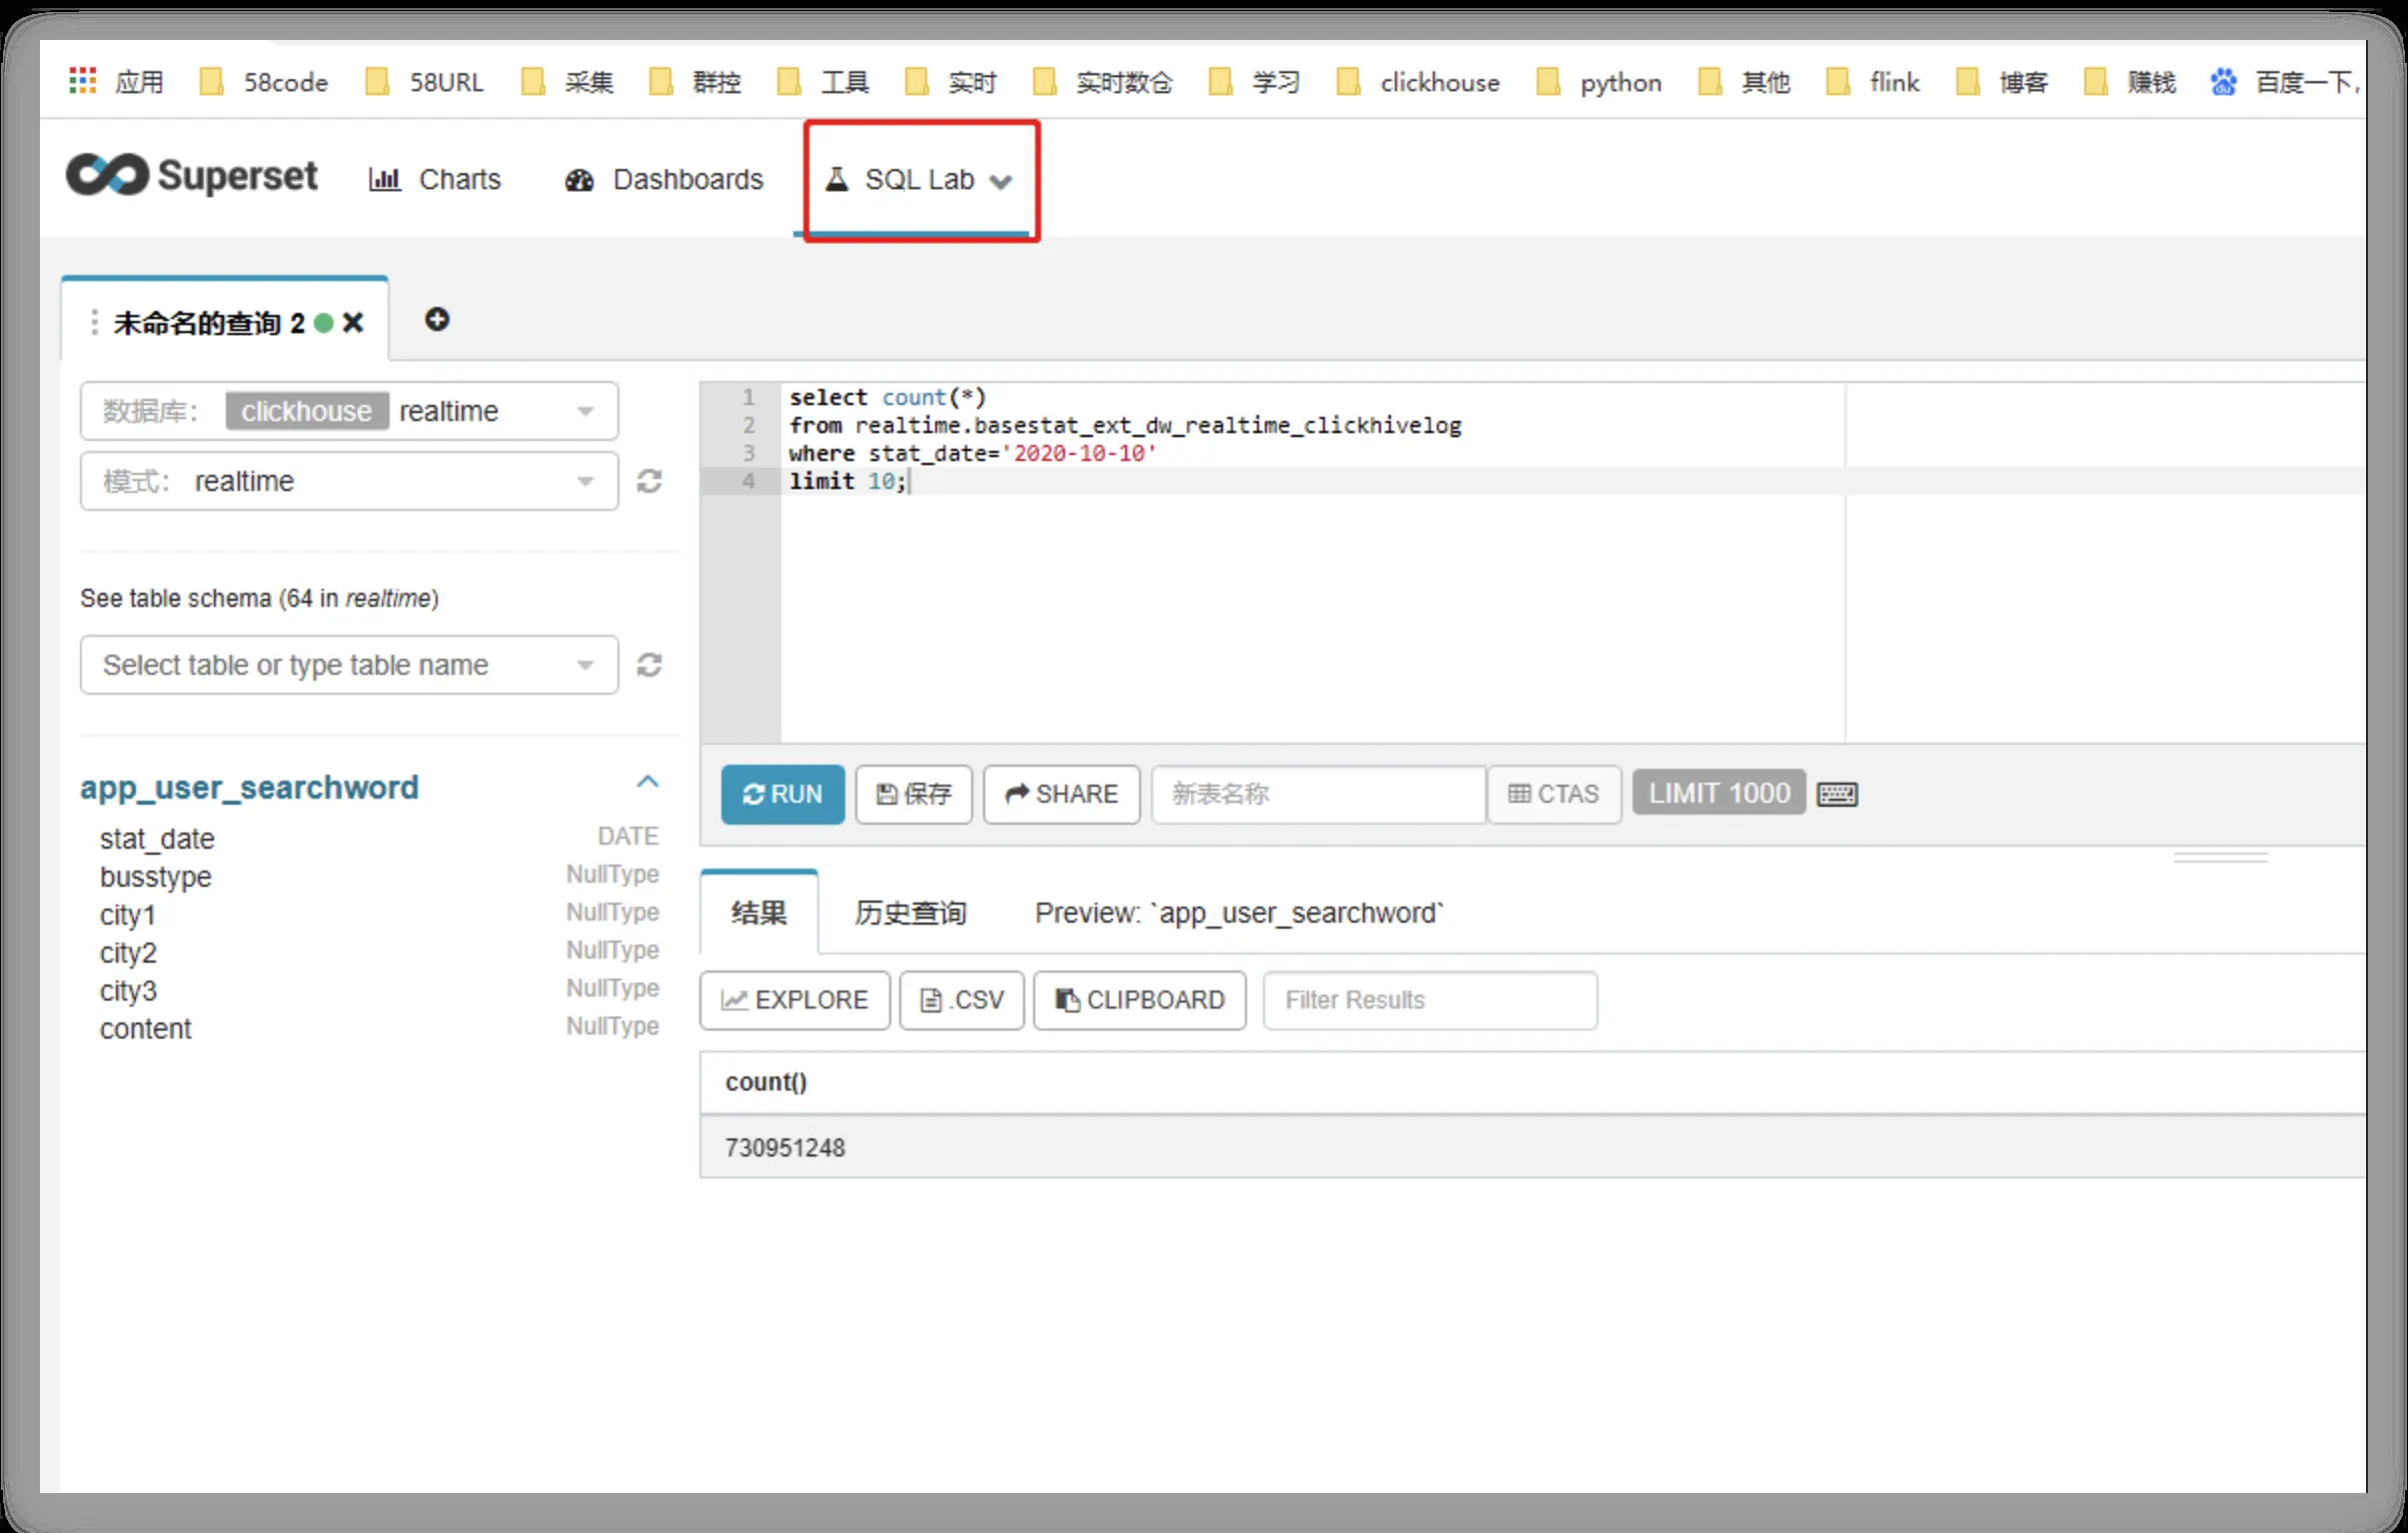 应用 58code 58URL 采集 群控 工具 实时 实时数仓 学习 clickhouse python 其他 flink 博客 赚钱 百度一下,
Superset Charts Dashboards SQL Lab
未命名的查询 2
数据库: clickhouse realtime
模式: realtime
See table schema (64 in realtime)
Select table or type table name
app_user_searchword
stat_date DATE
busstype NullType
city1 NullType
city2 NullType
city3 NullType
content NullType
1 select count(*)
2 from realtime.basestat_ext_dw_realtime_clickhivelog
3 where stat_date='2020-10-10'
4 limit 10;
RUN 保存 SHARE 新表名称 CTAS LIMIT 1000
结果 历史查询 Preview: `app_user_searchword`
EXPLORE .CSV CLIPBOARD Filter Results
count()
730951248